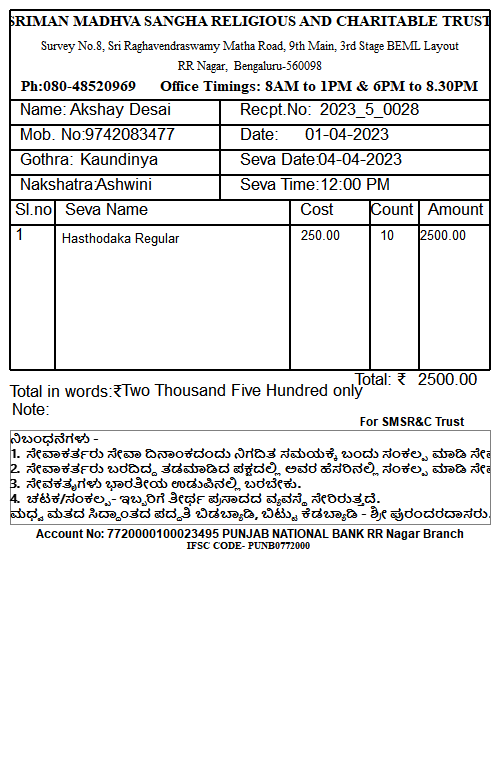 SRIMAN MADHVA SANGHA RELIGIOUS AND CHARITABLE TRUST
Survey No.8, Sri Raghavendraswamy Matha Road, 9th Main, 3rd Stage BEML Layout
RR Nagar, Bengaluru-560098
Ph:080-48520969 Office Timings: 8AM to 1PM & 6PM to 8.30PM
Name: Akshay Desai Recpt.No: 2023_5_0028
Mob. No:9742083477 Date: 01-04-2023
Gothra: Kaundinya Seva Date:04-04-2023
Nakshatra:Ashwini Seva Time:12:00 PM
Sl.no Seva Name Cost Count Amount
1 Hasthodaka Regular 250.00 10 2500.00
Total: ₹ 2500.00
Total in words:₹Two Thousand Five Hundred only
Note:
For SMSR&C Trust
ನಿಬಂಧನೆಗಳು -
1. ಸೇವಾಕರ್ತರು ಸೇವಾ ದಿನಾಂಕದಂದು ನಿಗದಿತ ಸಮಯಕ್ಕೆ ಬಂದು ಸಂಕಲ್ಪ ಮಾಡಿ
2. ಸೇವಾಕರ್ತರು ಬರದಿದ್ದ ತಡಮಾಡಿದ ಪಕ್ಷದಲ್ಲಿ ಅವರ ಹೆಸರಿನಲ್ಲಿ ಸಂಕಲ್ಪ ಮಾಡಿ
3. ಸೇವಕತೃಗಳು ಭಾರತೀಯ ಉಡುಪಿನಲ್ಲಿ ಬರಬೇಕು.
4. ಚಟಕ/ಸಂಕಲ್ಪ- ಇಬ್ಬರಿಗೆ ತೀರ್ಥ ಪ್ರಸಾದದ ವ್ಯವಸ್ಥೆ ಸೇರಿರುತ್ತದೆ.
ಮಧ್ವ ಮತದ ಸಿದ್ಧಾಂತದ ಪದ್ಧತಿ ಬಿಡಬ್ಯಾಡಿ, ಬಿಟ್ಟು ಕೆಡಬ್ಯಾಡಿ - ಶ್ರೀ ಪುರಂದರದಾಸರು.
Account No: 7720000100023495 PUNJAB NATIONAL BANK RR Nagar Branch
IFSC CODE- PUNB0772000